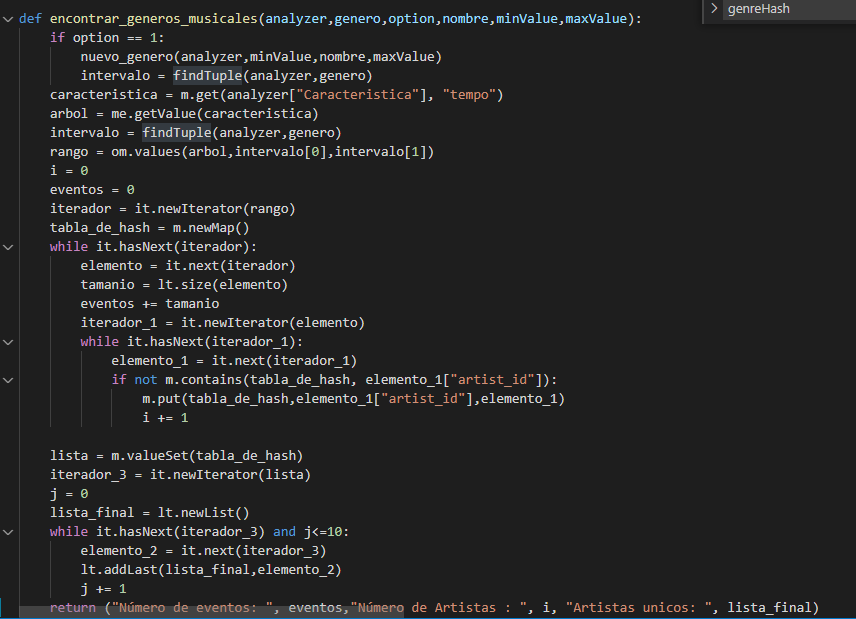 genreHash
def encontrar_generos_musicales(analyzer,genero,option,nombre,minValue,maxValue):
    if option == 1:
        nuevo_genero(analyzer,minValue,nombre,maxValue)
        intervalo = findTuple(analyzer,genero)
    caracteristica = m.get(analyzer["Caracteristica"], "tempo")
    arbol = me.getValue(caracteristica)
    intervalo = findTuple(analyzer,genero)
    rango = om.values(arbol,intervalo[0],intervalo[1])
    i = 0
    eventos = 0
    iterador = it.newIterator(rango)
    tabla_de_hash = m.newMap()
    while it.hasNext(iterador):
        elemento = it.next(iterador)
        tamanio = lt.size(elemento)
        eventos += tamanio
        iterador_1 = it.newIterator(elemento)
        while it.hasNext(iterador_1):
            elemento_1 = it.next(iterador_1)
            if not m.contains(tabla_de_hash, elemento_1["artist_id"]):
                m.put(tabla_de_hash,elemento_1["artist_id"],elemento_1)
                i += 1
    lista = m.valueSet(tabla_de_hash)
    iterador_3 = it.newIterator(lista)
    j = 0
    lista_final = lt.newList()
    while it.hasNext(iterador_3) and j<=10:
        elemento_2 = it.next(iterador_3)
        lt.addLast(lista_final,elemento_2)
        j += 1
    return ("Número de eventos: ", eventos,"Número de Artistas : ", i, "Artistas unicos: ", lista_final)